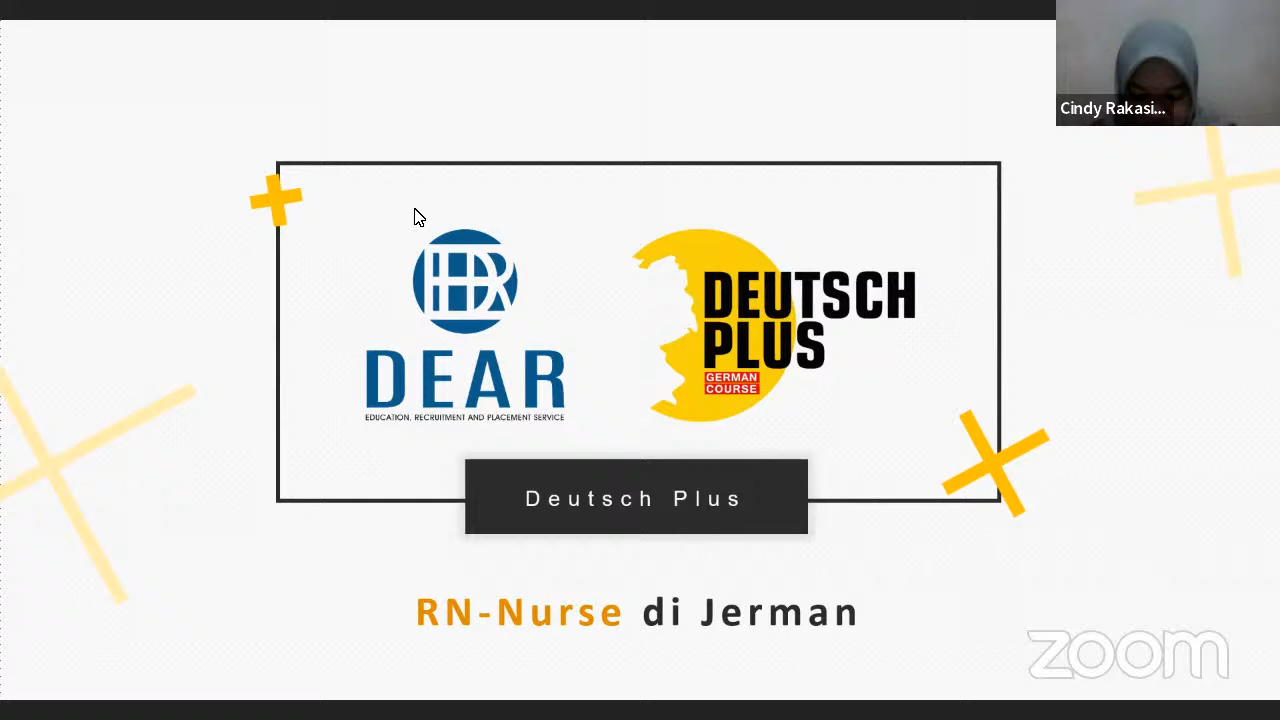 Cindy Rakasi...
DEAR
EDUCATION, RECRUITMENT AND PLACEMENT SERVICE
DEUTSCH
PLUS
GERMAN
COURSE
Deutsch Plus
RN-Nurse di Jerman
zoom